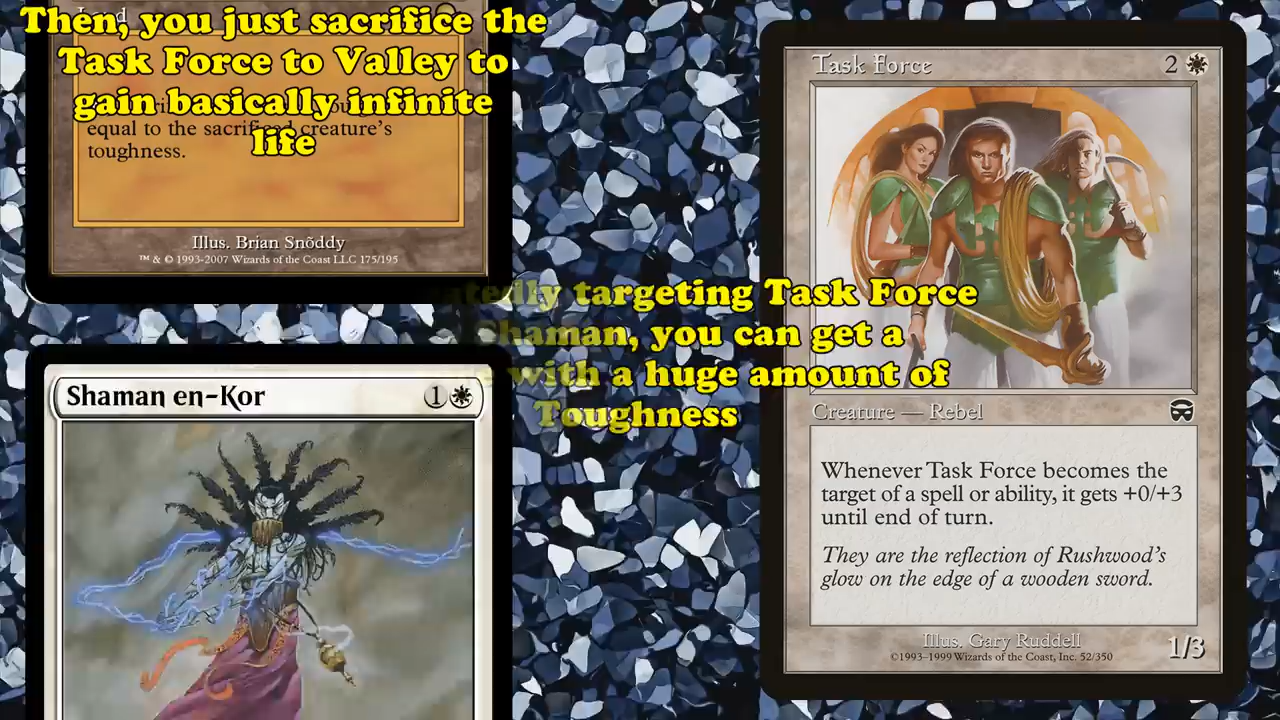 Then, you just sacrifice the
Task Force to Valley to
gain basically infinite
life
equal to the sacrificed creature's
toughness.
Illus. Brian Snõddy
™ & © 1993-2007 Wizards of the Coast LLC 175/195
targeting Task Force
Shaman, you can get a
with a huge amount of
Toughness
Shaman en-Kor
1
Task Force
2
Creature — Rebel
Whenever Task Force becomes the
target of a spell or ability, it gets +0/+3
until end of turn.
They are the reflection of Rushwood's
glow on the edge of a wooden sword.
Illus. Gary Ruddell
©1993-1999 Wizards of the Coast, Inc. 52/350
1/3